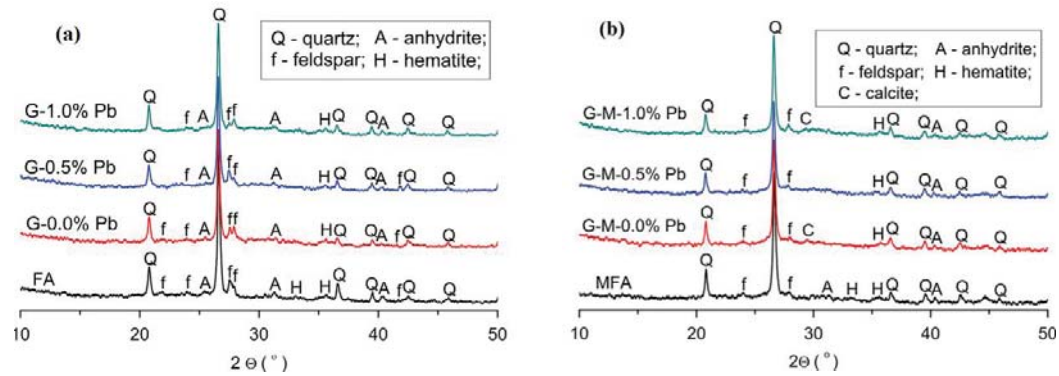 (a)
Q - quartz; A - anhydrite;
f - feldspar; H - hematite;
Q
G-1.0% Pb
Q
f A f f A H Q Q A Q Q
G-0.5% Pb
Q
f A f f A H Q Q A f Q Q
G-0.0% Pb
Q
f f A f f A H Q Q A f Q Q
FA
Q
f f A f f A H H Q Q A f Q Q
10 20 30 40 50
2 Θ ( ° )
(b)
Q - quartz; A - anhydrite;
f - feldspar; H - hematite;
C - calcite;
Q
G-M-1.0% Pb
Q
f f C H Q Q A Q Q
G-M-0.5% Pb
Q
f f H Q Q A Q Q
G-M-0.0% Pb
Q
f f C H Q Q A Q Q
MFA
Q
f f A H H Q Q A Q Q
10 20 30 40 50
2Θ ( ° )